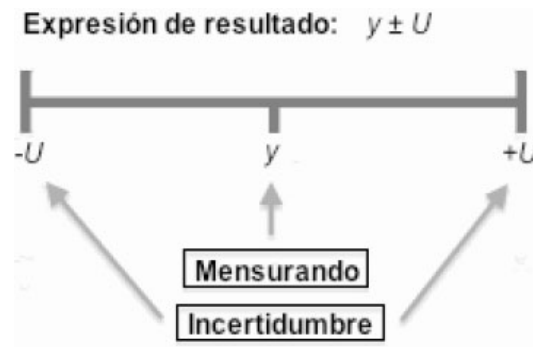 Expresión de resultado: y ± U
-U y +U
Mensurando
Incertidumbre